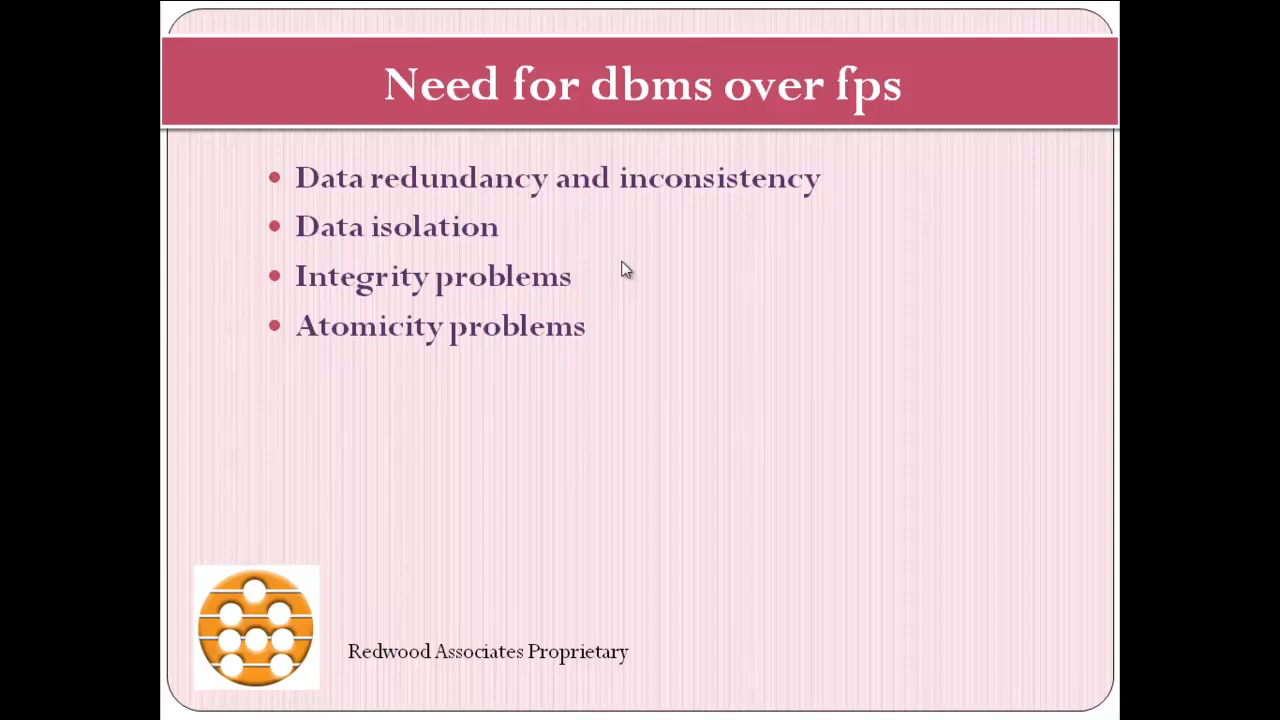 Need for dbms over fps
• Data redundancy and inconsistency
• Data isolation
• Integrity problems
• Atomicity problems
Redwood Associates Proprietary